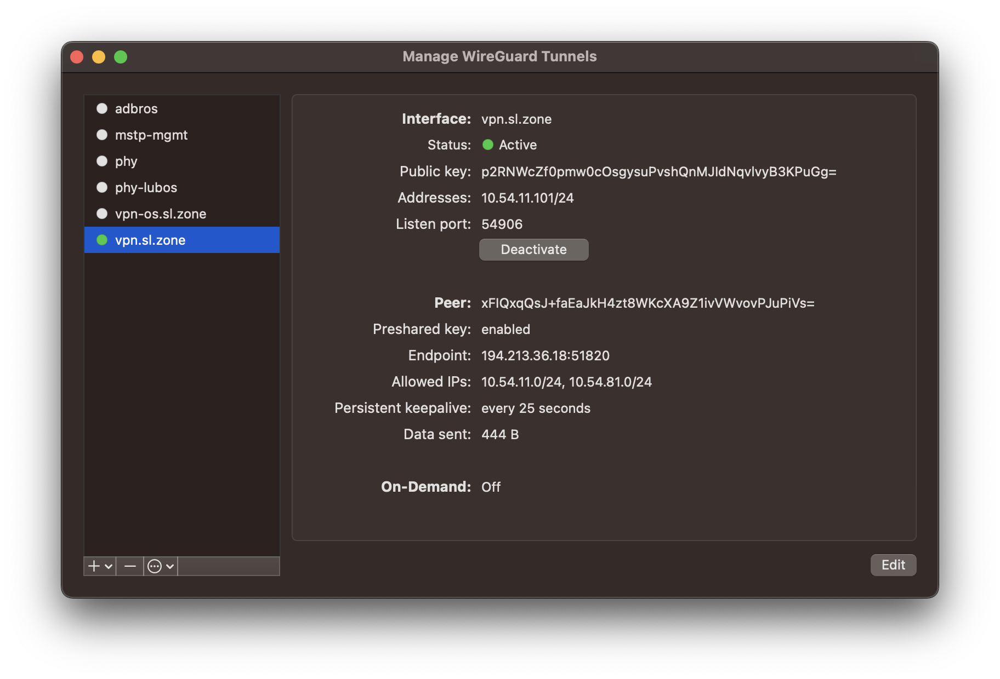 Manage WireGuard Tunnels
adbros
mstp-mgmt
phy
phy-lubos
vpn-os.sl.zone
vpn.sl.zone
Interface: vpn.sl.zone
Status: Active
Public key: p2RNWcZf0pmw0cOsgysuPvshQnMJIdNqvlvyB3KPuGg=
Addresses: 10.54.11.101/24
Listen port: 54906
Deactivate
Peer: xFIQxqQsJ+faEaJkH4zt8WKcXA9Z1ivVWvovPJuPiVs=
Preshared key: enabled
Endpoint: 194.213.36.18:51820
Allowed IPs: 10.54.11.0/24, 10.54.81.0/24
Persistent keepalive: every 25 seconds
Data sent: 444 B
On-Demand: Off
Edit